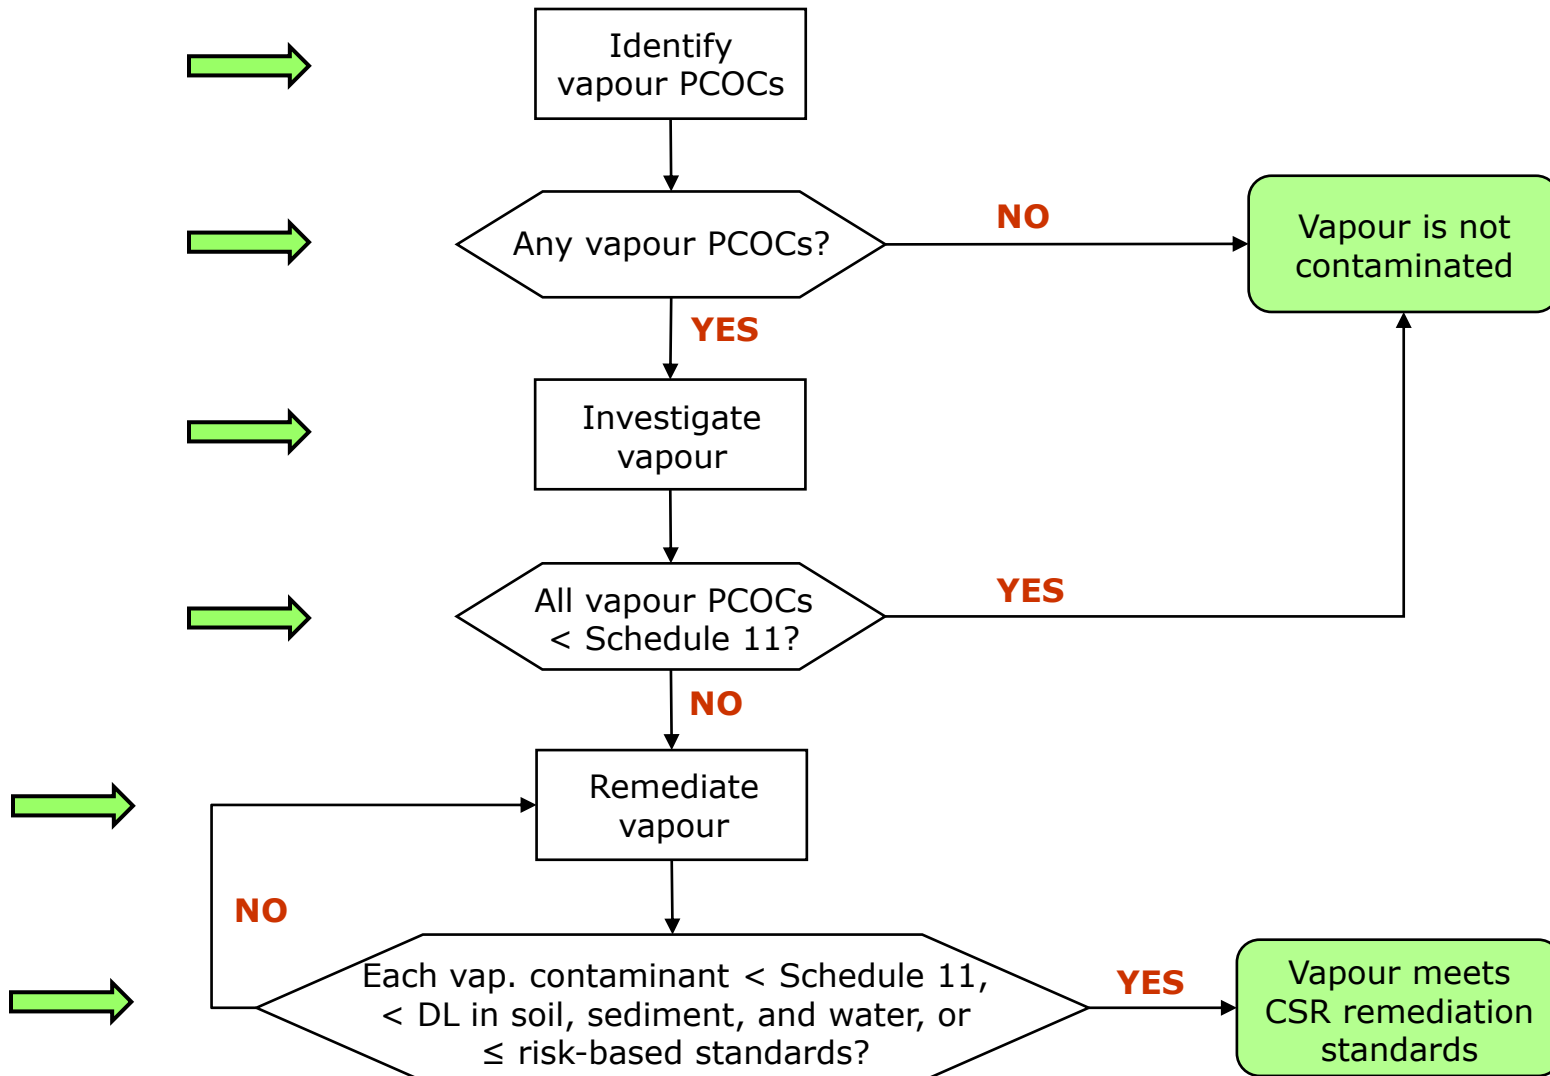 Identify
vapour PCOCs
Any vapour PCOCs?
NO
Vapour is not
contaminated
YES
Investigate
vapour
All vapour PCOCs
< Schedule 11?
YES
NO
Remediate
vapour
NO
Each vap. contaminant < Schedule 11,
< DL in soil, sediment, and water, or
≤ risk-based standards?
YES
Vapour meets
CSR remediation
standards